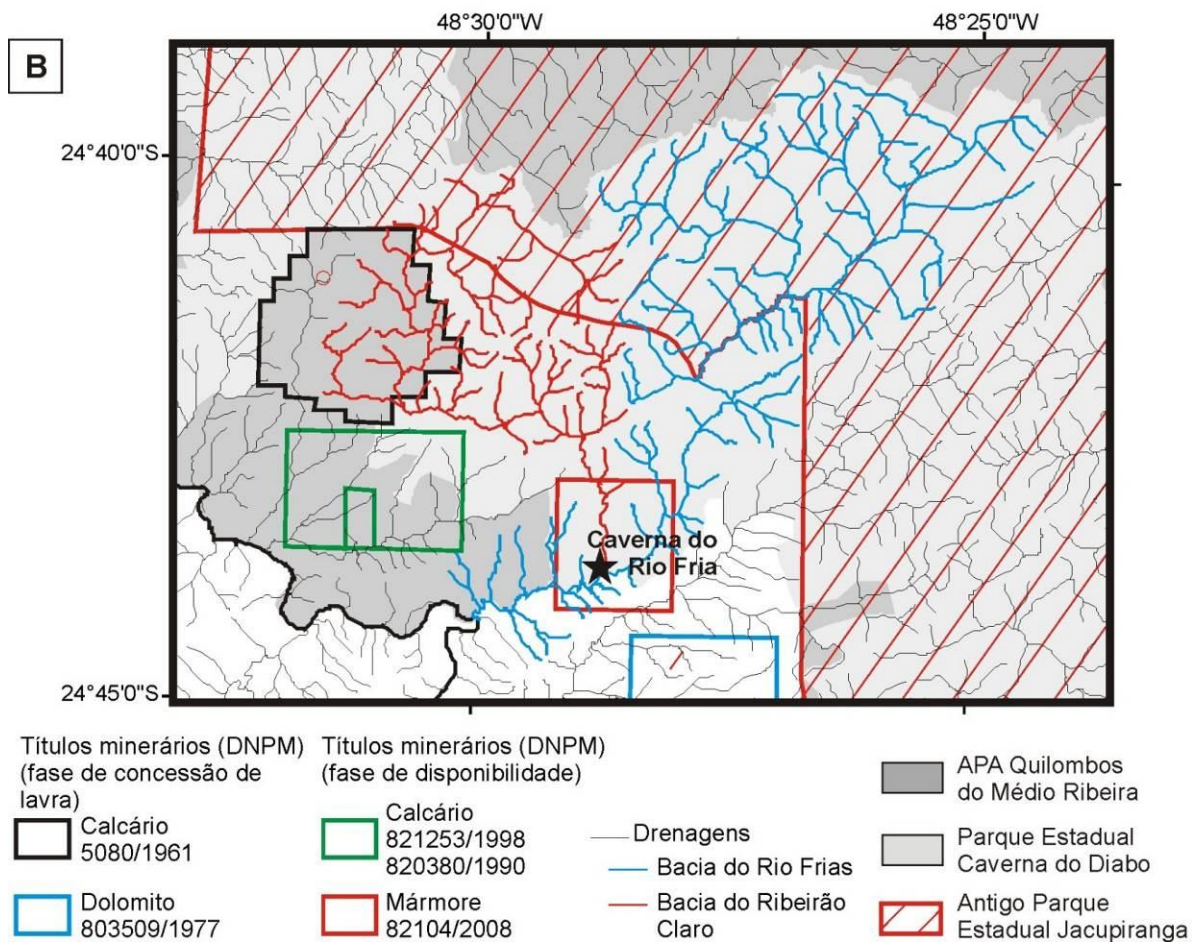 48°30'0"W
48°25'0"W
B
24°40'0"S
Caverna do
Rio Fria
24°45'0"S
Títulos minerários (DNPM)
(fase de concessão de
lavra)
Calcário
5080/1961
Dolomito
803509/1977
Títulos minerários (DNPM)
(fase de disponibilidade)
Calcário
821253/1998
820380/1990
Mármore
82104/2008
Drenagens
Bacia do Rio Frias
Bacia do Ribeirão
Claro
APA Quilombos
do Médio Ribeira
Parque Estadual
Caverna do Diabo
Antigo Parque
Estadual Jacupiranga